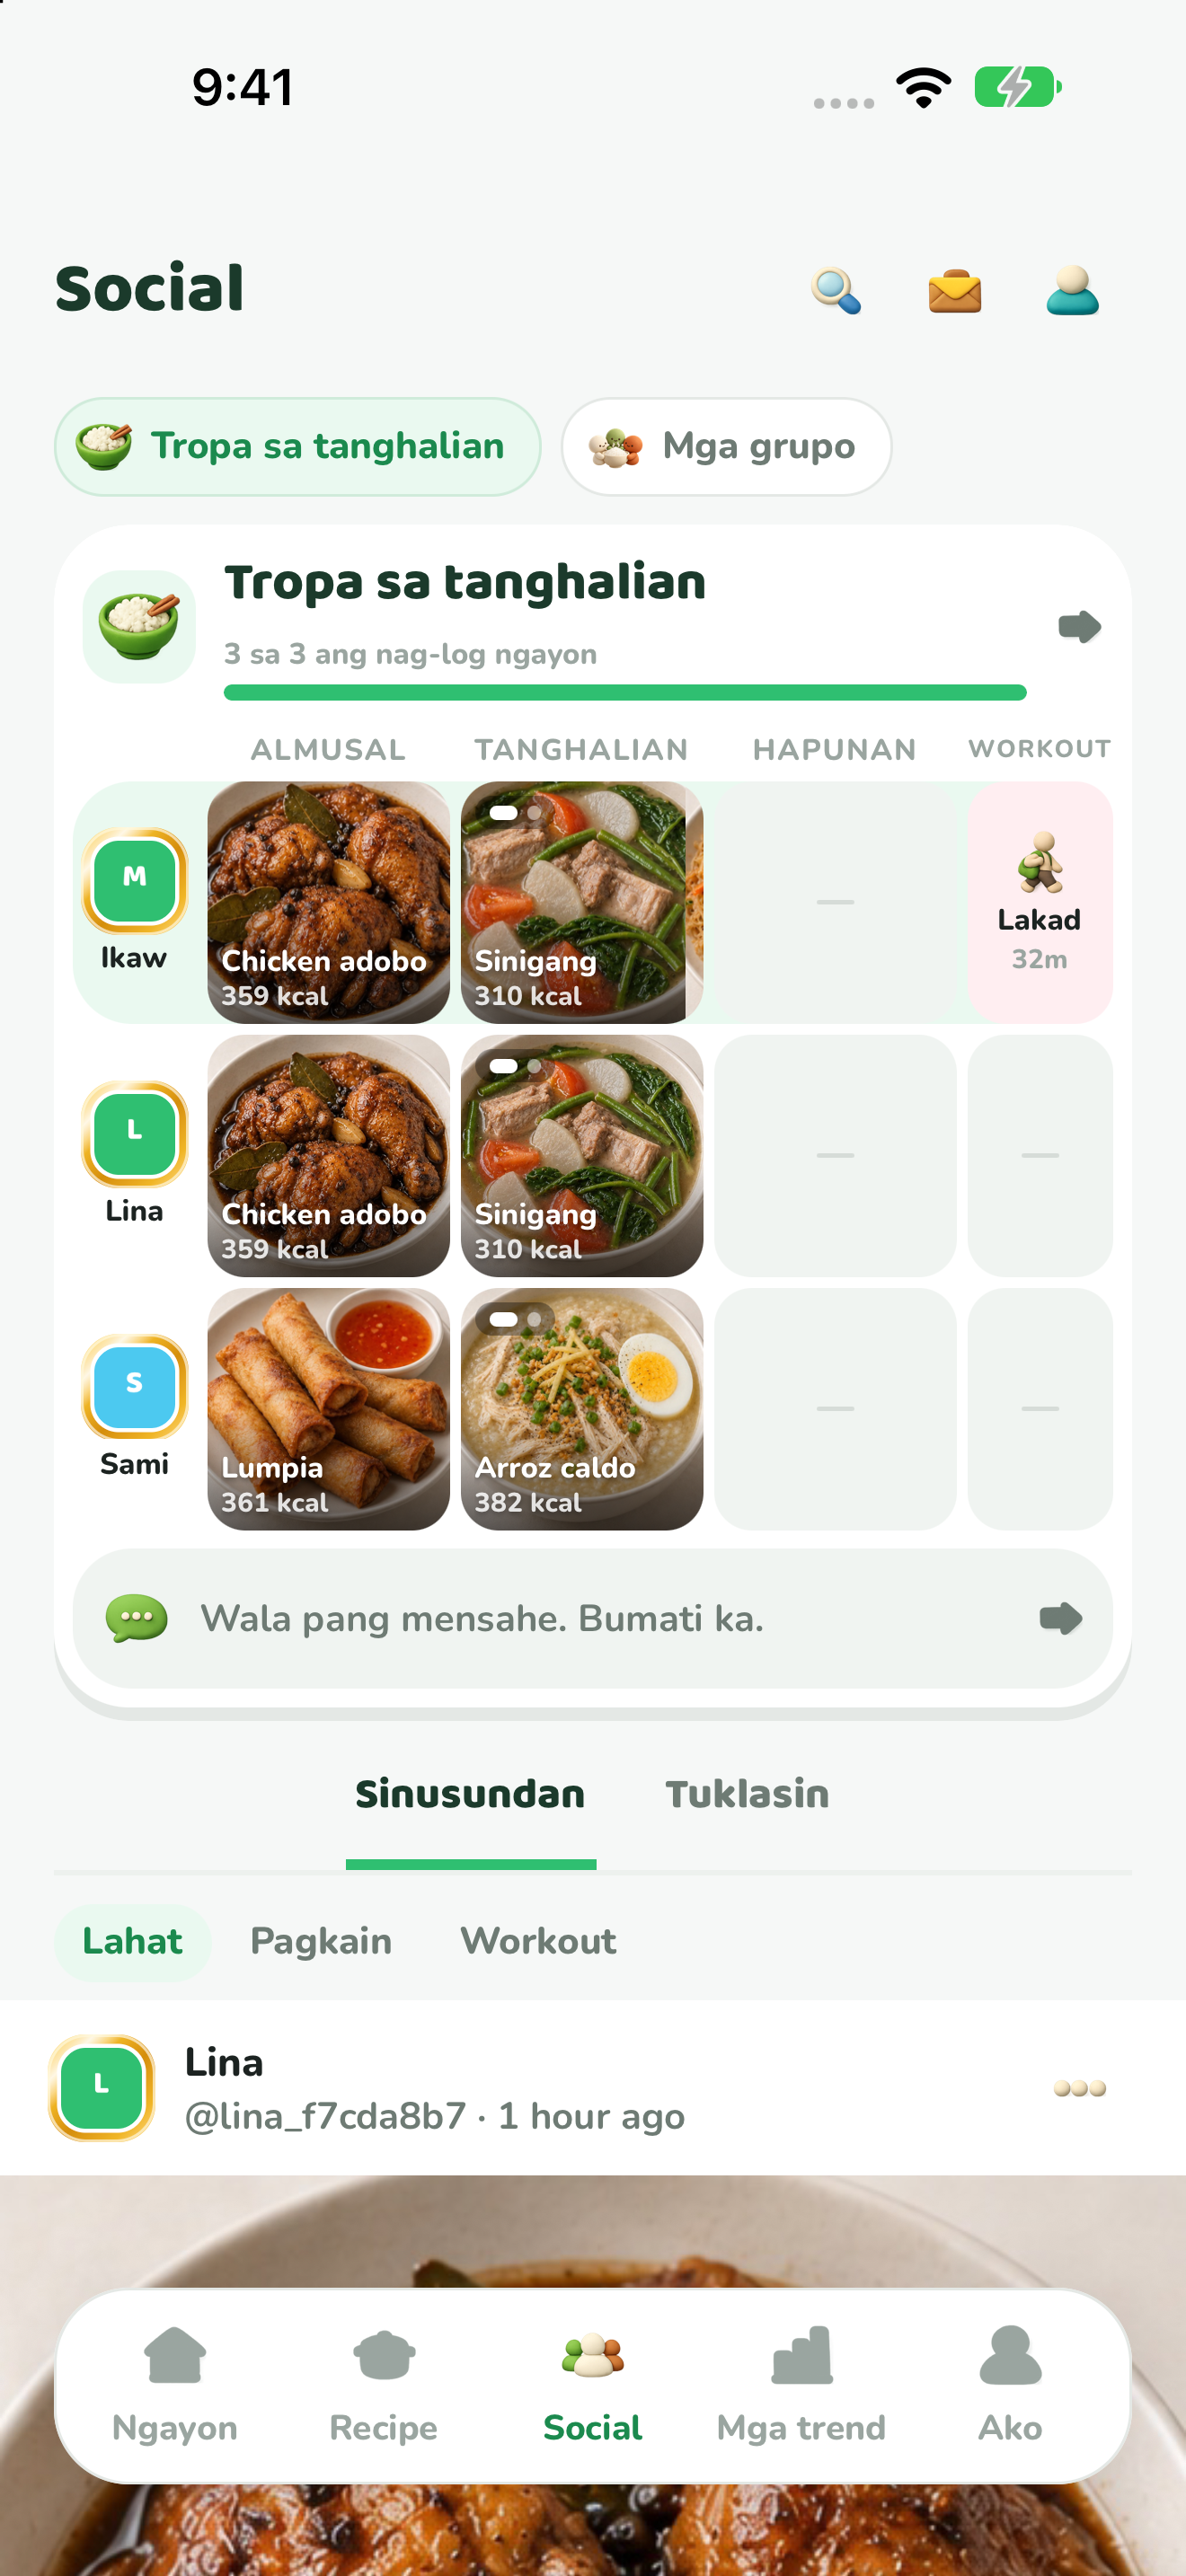 9:41
Social
Tropa sa tanghalian
Mga grupo
Tropa sa tanghalian
3 sa 3 ang nag-log ngayon
ALMUSAL TANGHALIAN HAPUNAN WORKOUT
M
Ikaw
Chicken adobo
359 kcal
Sinigang
310 kcal
Lakad
32m
L
Lina
Chicken adobo
359 kcal
Sinigang
310 kcal
S
Sami
Lumpia
361 kcal
Arroz caldo
382 kcal
Wala pang mensahe. Bumati ka.
Sinusundan Tuklasin
Lahat Pagkain Workout
L
Lina
@lina_f7cda8b7 · 1 hour ago
Ngayon Recipe Social Mga trend Ako